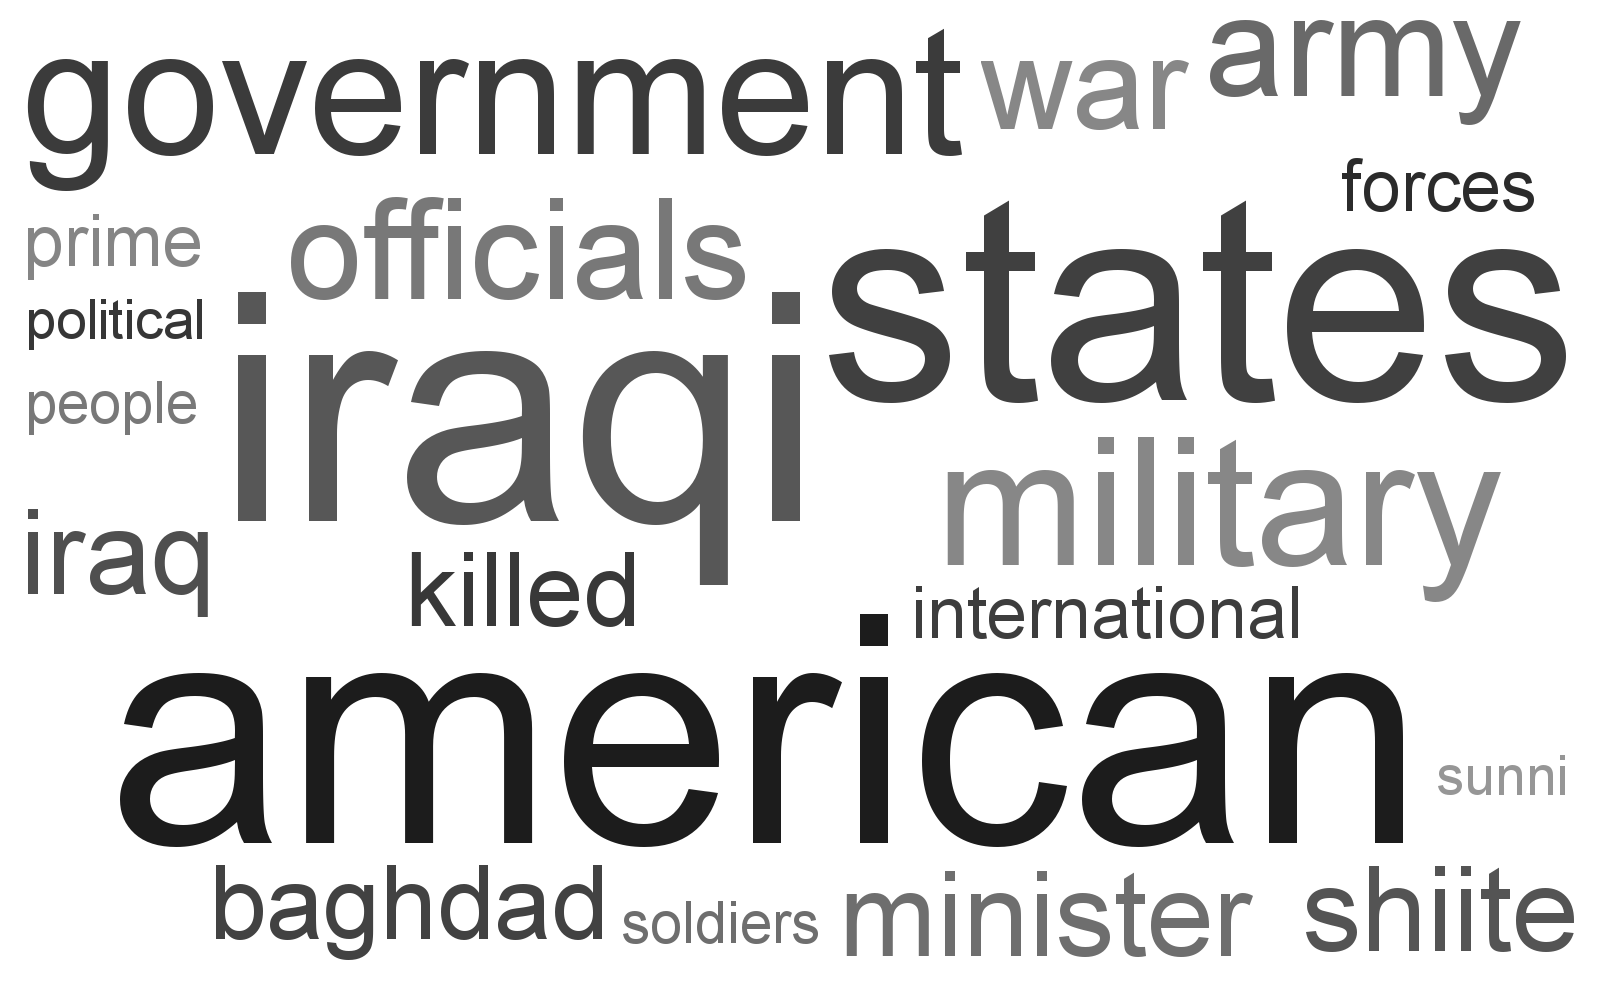 government war army
forces
prime officials states
political
people iraqi
military
iraq killed
international
american
sunni
baghdad soldiers minister shiite